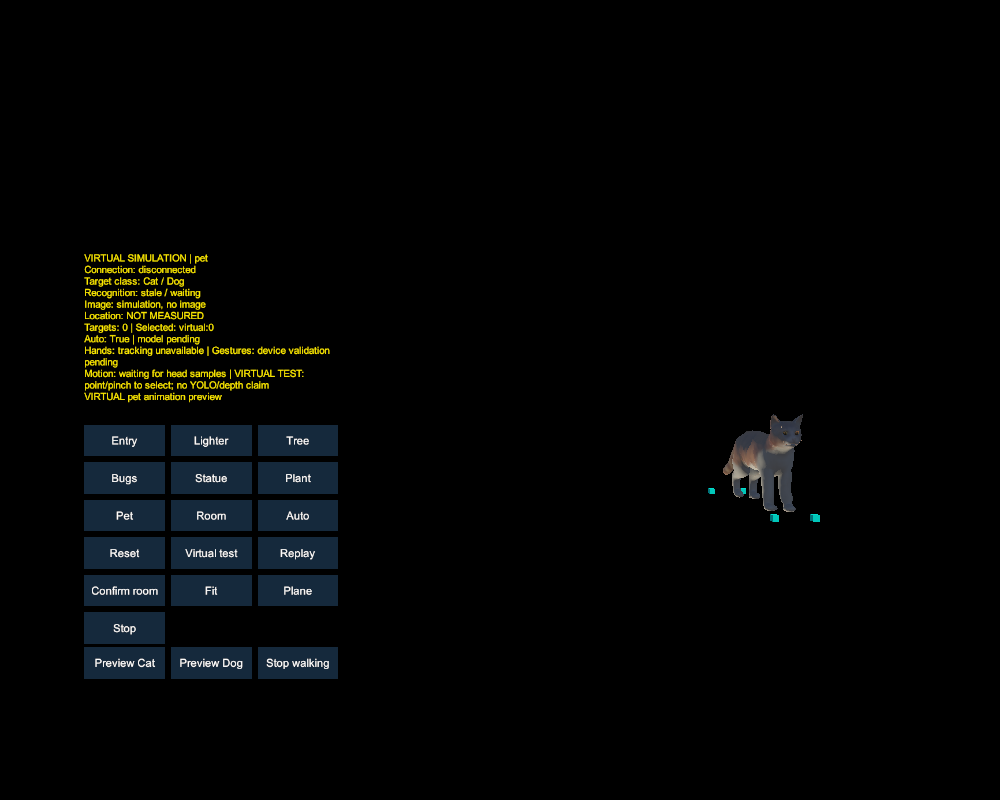 VIRTUAL SIMULATION | pet
Connection: disconnected
Target class: Cat / Dog
Recognition: stale / waiting
Image: simulation, no image
Location: NOT MEASURED
Targets: 0 | Selected: virtual:0
Auto: True | model pending
Hands: tracking unavailable | Gestures: device validation
pending
Motion: waiting for head samples | VIRTUAL TEST:
point/pinch to select; no YOLO/depth claim
VIRTUAL pet animation preview
Entry Lighter Tree
Bugs Statue Plant
Pet Room Auto
Reset Virtual test Replay
Confirm room Fit Plane
Stop
Preview Cat Preview Dog Stop walking